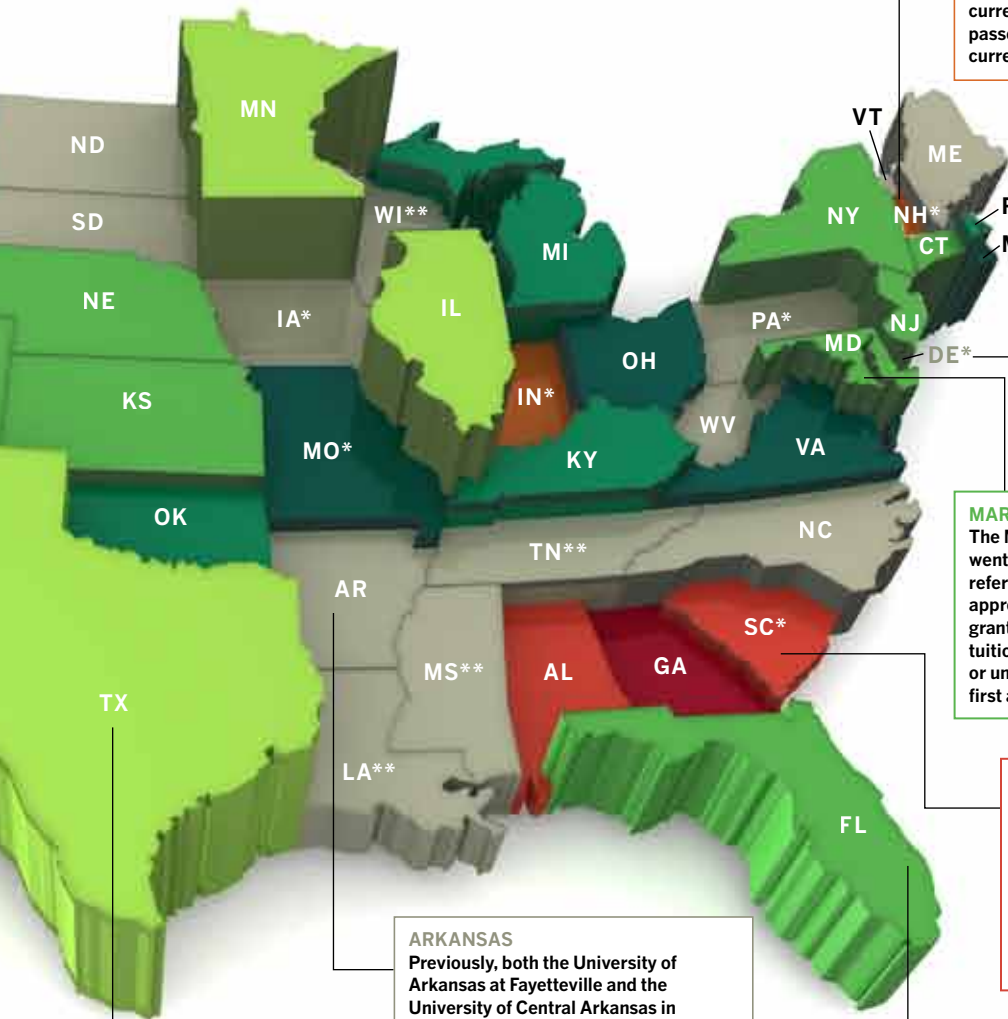 curre
passe
curre
VT
ME
MN
ND
WI**
SD
NY
NH*
MI
CT
NE
IA*
IL
PA*
NJ
MD
DE*
OH
KS
IN*
WV
MO*
KY
VA
OK
NC
TN**
AR
SC*
MS**
AL
GA
TX
LA**
FL
MAR
The
went
refer
appr
grant
tuitio
or un
first
ARKANSAS
Previously, both the University of
Arkansas at Fayetteville and the
University of Central Arkansas in